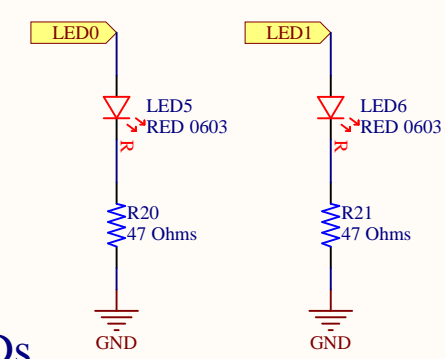 LED0
LED1
LED5
RED 0603
R
LED6
RED 0603
R
R20
47 Ohms
R21
47 Ohms
GND
GND